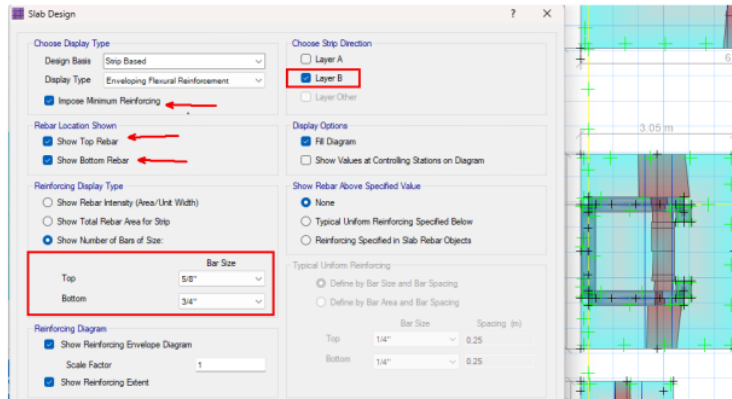 Slab Design
? ×
Choose Display Type
Design Basis Strip Based
Display Type Enveloping Flexural Reinforcement
Impose Minimum Reinforcing
Rebar Location Shown
Show Top Rebar
Show Bottom Rebar
Reinforcing Display Type
Show Rebar Intensity (Area/Unit Width)
Show Total Rebar Area for Strip
Show Number of Bars of Size:
Bar Size
Top 5/8"
Bottom 3/4"
Reinforcing Diagram
Show Reinforcing Envelope Diagram
Scale Factor 1
Show Reinforcing Extent
Choose Strip Direction
Layer A
Layer B
Layer Other
Display Options
Fill Diagram
Show Values at Controlling Stations on Diagram
Show Rebar Above Specified Value
None
Typical Uniform Reinforcing Specified Below
Reinforcing Specified in Slab Rebar Objects
Typical Uniform Reinforcing
Define by Bar Size and Bar Spacing
Define by Bar Area and Bar Spacing
Bar Size Spacing (m)
Top 1/4" 0.25
Bottom 1/4" 0.25
6
3.05 m